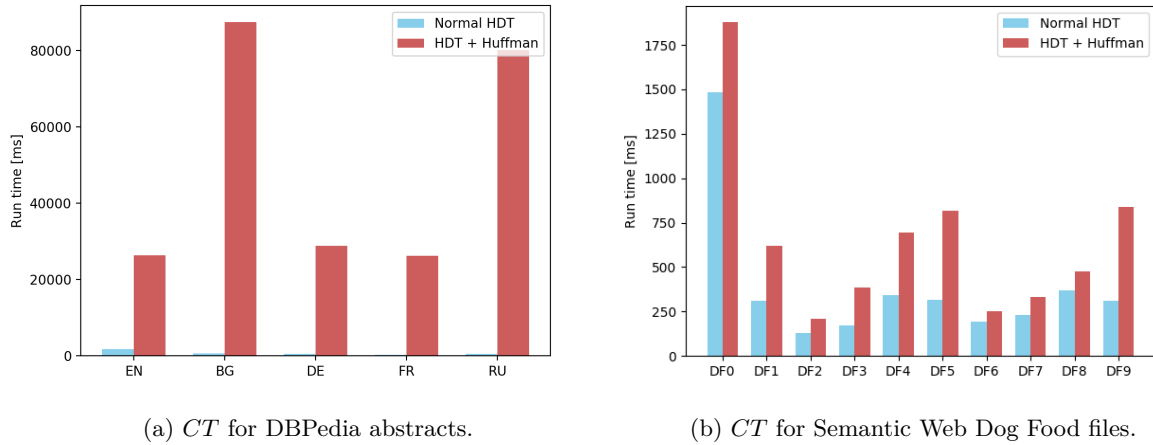 Normal HDT
HDT + Huffman
80000
60000
40000
20000
0
Run time [ms]
EN BG DE FR RU
(a) CT for DBPedia abstracts.
Normal HDT
HDT + Huffman
1750
1500
1250
1000
750
500
250
0
Run time [ms]
DF0 DF1 DF2 DF3 DF4 DF5 DF6 DF7 DF8 DF9
(b) CT for Semantic Web Dog Food files.